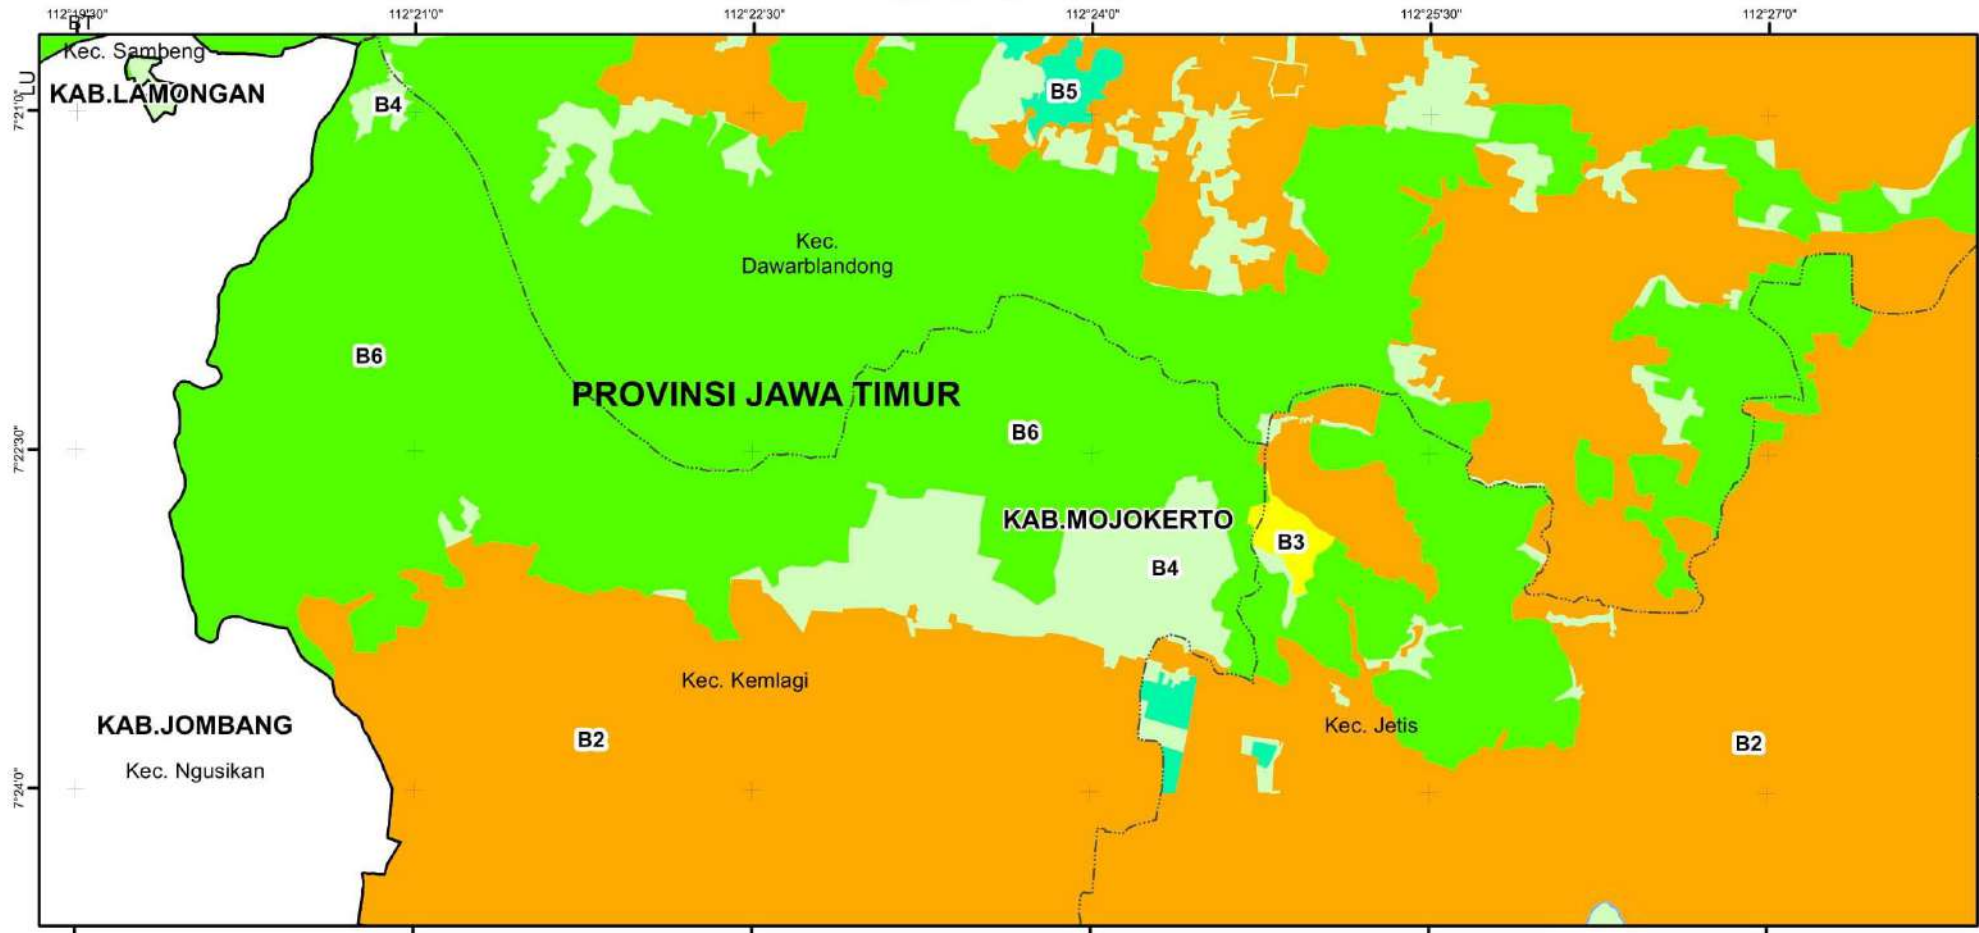 112°19'30"
112°21'0"
112°22'30"
112°24'0"
112°25'30"
112°27'0"
BT
Kec. Sambeng
LU
KAB.LAMONGAN
7°21'0"
B4
B5
Kec.
Dawarblandong
B6
PROVINSI JAWA TIMUR
B6
7°22'30"
KAB.MOJOKERTO
B3
B4
Kec. Kemlagi
KAB.JOMBANG
Kec. Jetis
B2
B2
Kec. Ngusikan
7°24'0"